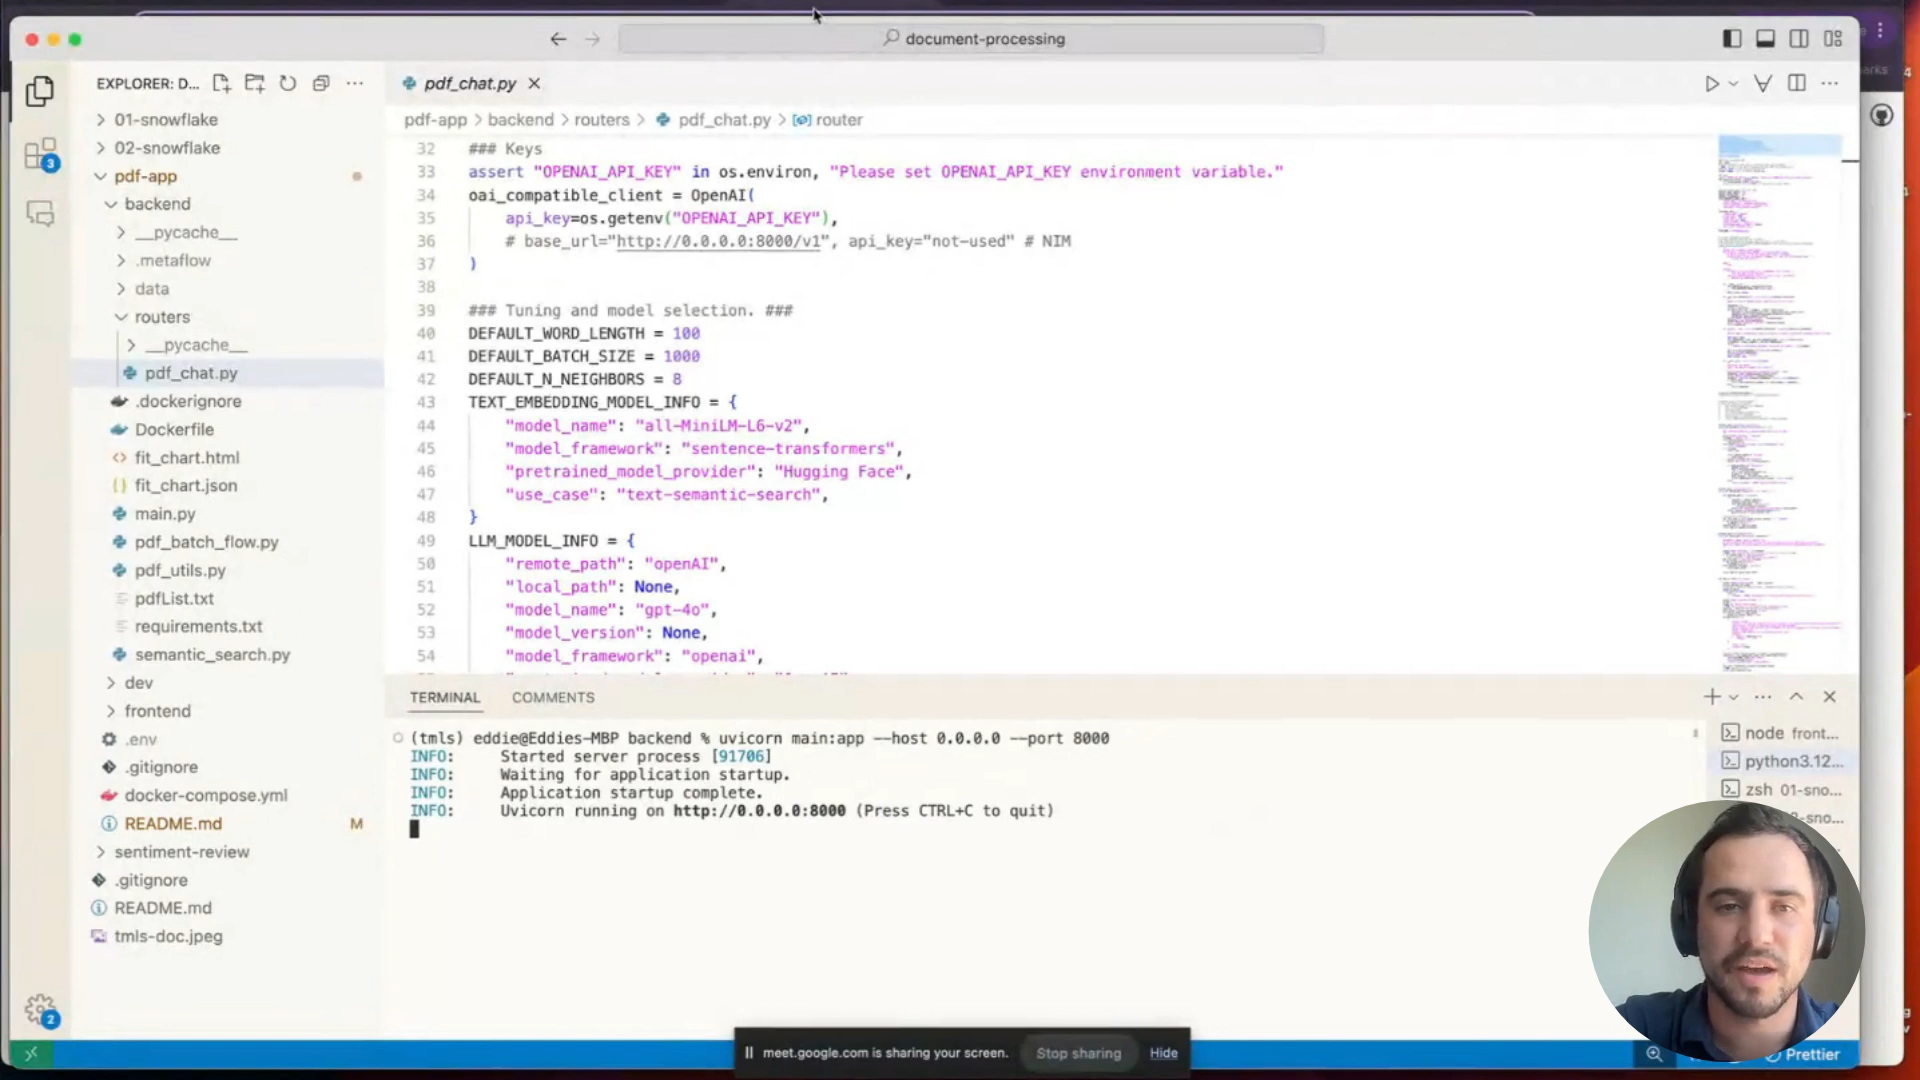 document-processing
EXPLORER: D...
01-snowflake
02-snowflake
pdf-app
backend
__pycache__
.metaflow
data
routers
__pycache__
pdf_chat.py
.dockerignore
Dockerfile
fit_chart.html
fit_chart.json
main.py
pdf_batch_flow.py
pdf_utils.py
pdfList.txt
requirements.txt
semantic_search.py
dev
frontend
.env
.gitignore
docker-compose.yml
README.md M
sentiment-review
.gitignore
README.md
tmls-doc.jpeg
3
2
pdf_chat.py
pdf-app > backend > routers > pdf_chat.py > router
32 ### Keys
33 assert "OPENAI_API_KEY" in os.environ, "Please set OPENAI_API_KEY environment variable."
34 oai_compatible_client = OpenAI(
35 api_key=os.getenv("OPENAI_API_KEY"),
36 # base_url="http://0.0.0.0:8000/v1", api_key="not-used" # NIM
37 )
38
39 ### Tuning and model selection. ###
40 DEFAULT_WORD_LENGTH = 100
41 DEFAULT_BATCH_SIZE = 1000
42 DEFAULT_N_NEIGHBORS = 8
43 TEXT_EMBEDDING_MODEL_INFO = {
44 "model_name": "all-MiniLM-L6-v2",
45 "model_framework": "sentence-transformers",
46 "pretrained_model_provider": "Hugging Face",
47 "use_case": "text-semantic-search",
48 }
49 LLM_MODEL_INFO = {
50 "remote_path": "openAI",
51 "local_path": None,
52 "model_name": "gpt-4o",
53 "model_version": None,
54 "model_framework": "openai",
TERMINAL COMMENTS
(tmls) eddie@Eddies-MBP backend % uvicorn main:app --host 0.0.0.0 --port 8000
INFO: Started server process [91706]
INFO: Waiting for application startup.
INFO: Application startup complete.
INFO: Uvicorn running on http://0.0.0.0:8000 (Press CTRL+C to quit)
node front...
python3.12...
zsh 01-sno...
meet.google.com is sharing your screen. Stop sharing Hide
Prettier